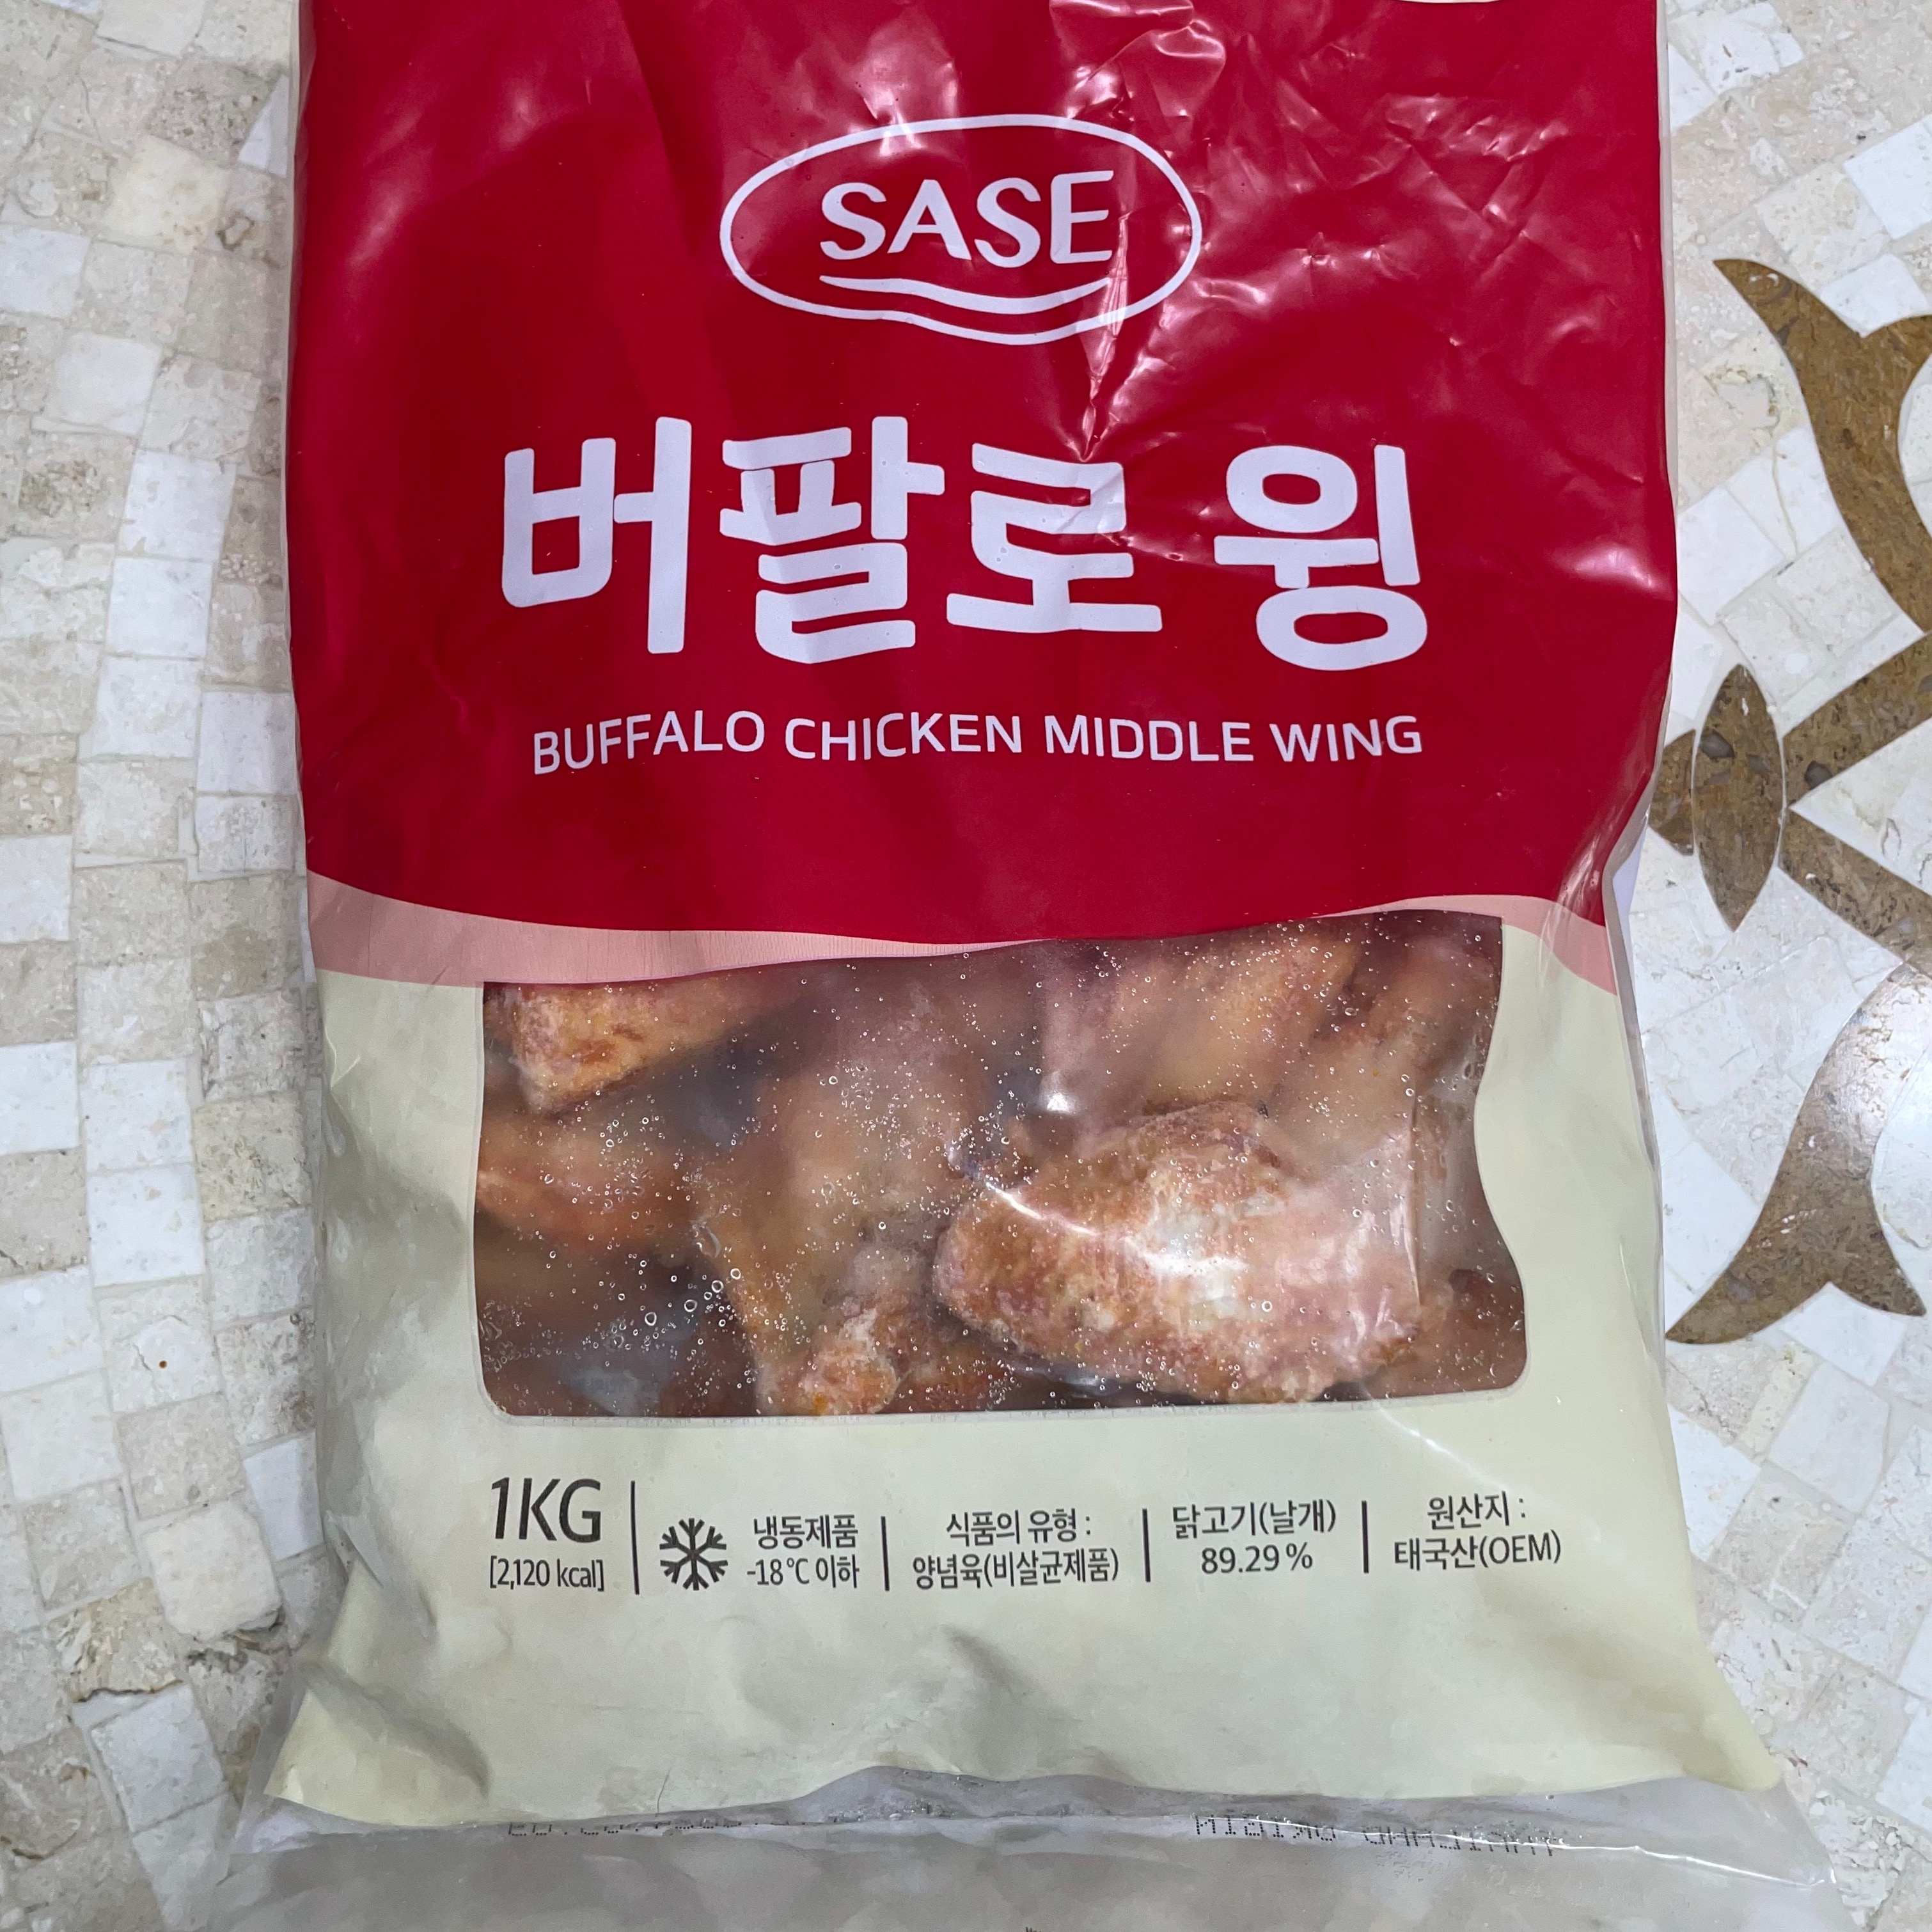 SASE
버팔로 윙
BUFFALO CHICKEN MIDDLE WING
1KG
[2,120 kcal]
냉동제품
-18℃ 이하
식품의 유형 :
양념육(비살균제품)
닭고기(날개)
89.29%
원산지 :
태국산(OEM)